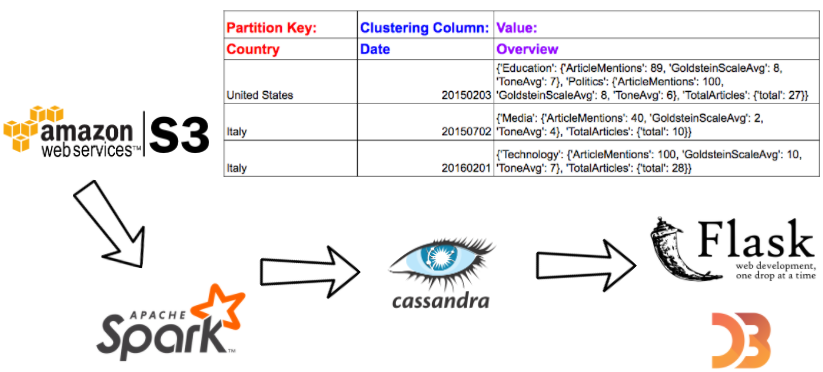 Partition Key: Clustering Column: Value:
Country Date Overview
United States 20150203 {'Education': {'ArticleMentions': 89, 'GoldsteinScaleAvg': 8,
'ToneAvg': 7}, 'Politics': {'ArticleMentions': 100,
'GoldsteinScaleAvg': 8, 'ToneAvg': 6}, 'TotalArticles': {'total': 27}}
Italy 20150702 {'Media': {'ArticleMentions': 40, 'GoldsteinScaleAvg': 2,
'ToneAvg': 4}, 'TotalArticles': {'total': 10}}
Italy 20160201 {'Technology': {'ArticleMentions': 100, 'GoldsteinScaleAvg': 10,
'ToneAvg': 7}, 'TotalArticles': {'total': 28}}
amazon
web services™
S3
APACHE
Spark™
cassandra
Flask
web development,
one drop at a time
D3